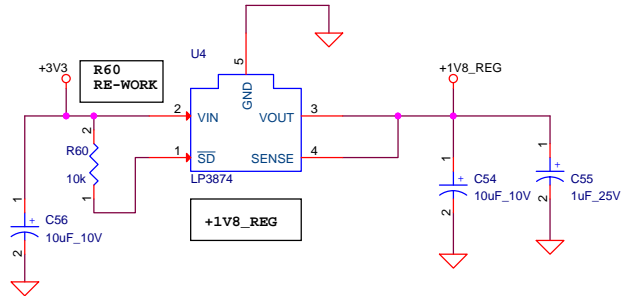 U4
+3V3
R60
RE-WORK
5
GND
+1V8_REG
2
VIN
VOUT
3
2
R60
10k
1
1
SD
SENSE
4
LP3874
1
C56
10uF_10V
2
+1V8_REG
1
C54
10uF_10V
2
1
C55
1uF_25V
2